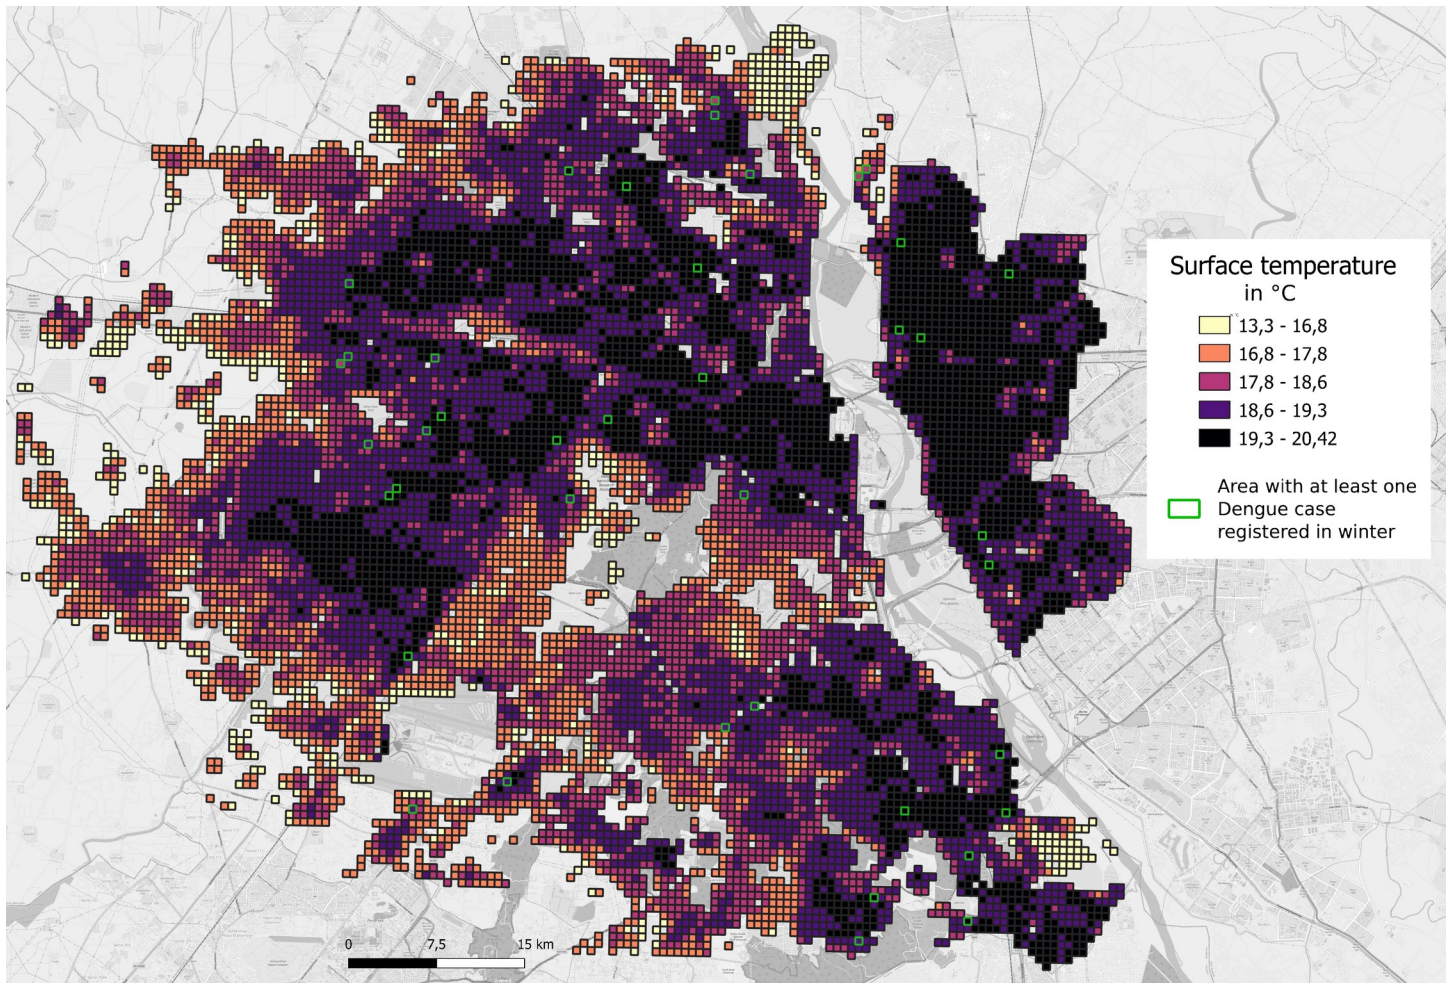 Surface temperature
in °C
13,3 - 16,8
16,8 - 17,8
17,8 - 18,6
18,6 - 19,3
19,3 - 20,42
Area with at least one
Dengue case
registered in winter
0 7,5 15 km